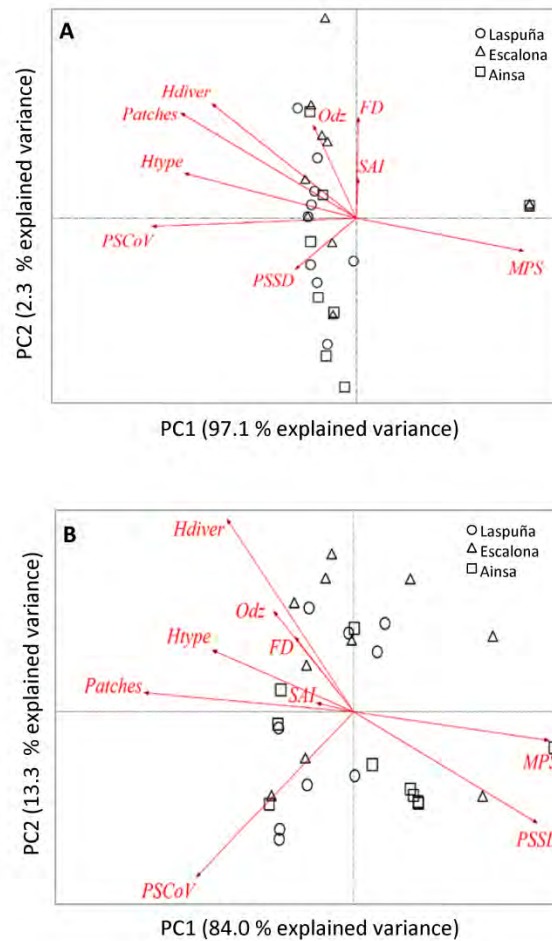 A
Laspuña
Escalona
Ainsa
Hdiver
Patches
Odz
FD
Htype
SAI
PSCoV
PSSD
MPS
PC2 (2.3 % explained variance)
PC1 (97.1 % explained variance)
B
Laspuña
Escalona
Ainsa
Hdiver
Odz
FD
Htype
Patches
SAI
MPS
PSSD
PSCoV
PC2 (13.3 % explained variance)
PC1 (84.0 % explained variance)